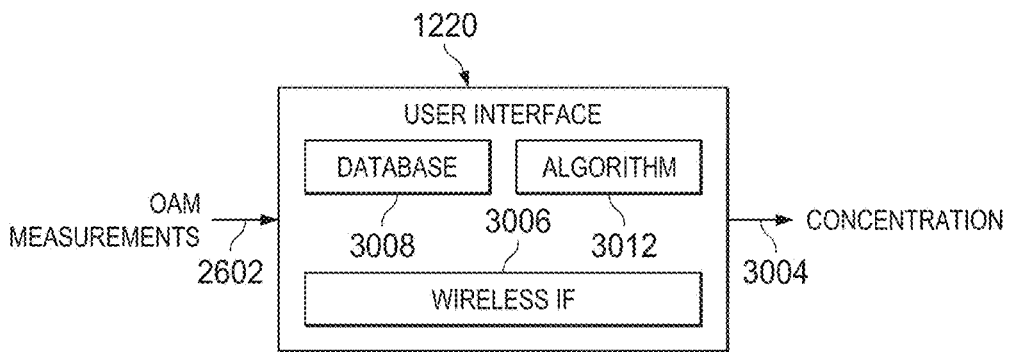 1220
USER INTERFACE
DATABASE
ALGORITHM
OAM
MEASUREMENTS
CONCENTRATION
3006
3008
3012
2602
3004
WIRELESS IF